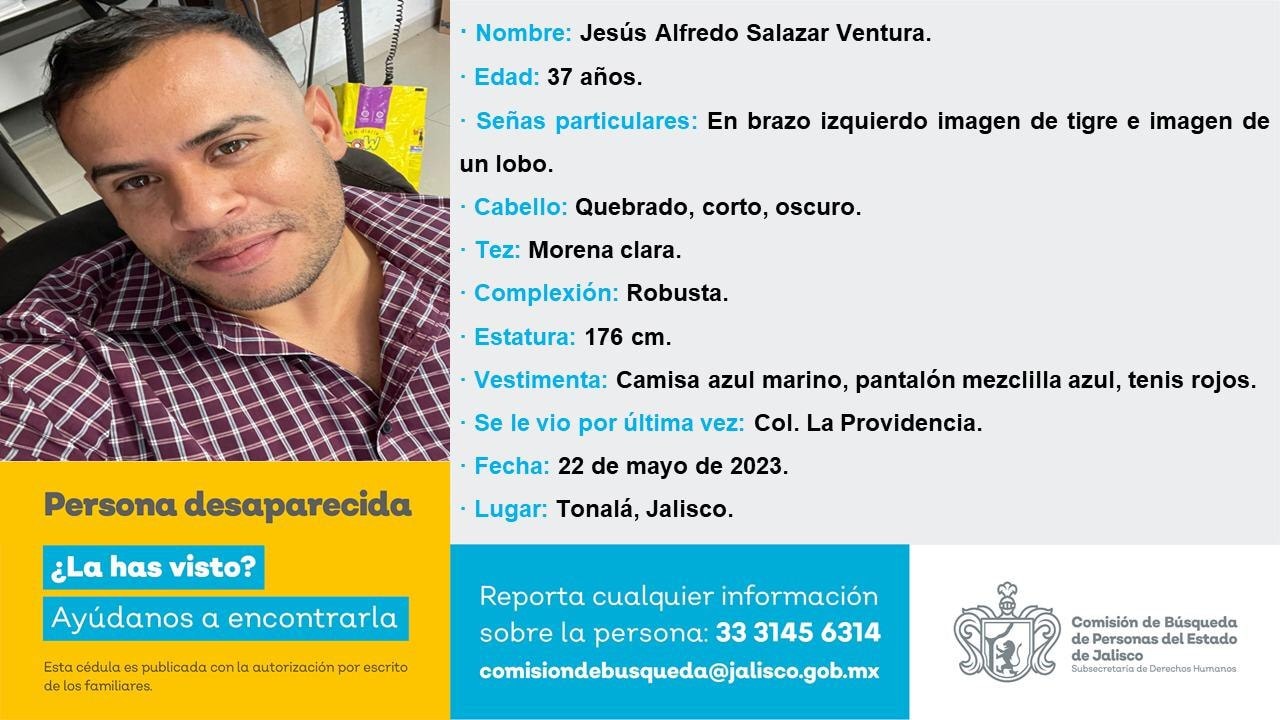 · Nombre: Jesús Alfredo Salazar Ventura.
· Edad: 37 años.
· Señas particulares: En brazo izquierdo imagen de tigre e imagen de
un lobo.
· Cabello: Quebrado, corto, oscuro.
· Tez: Morena clara.
· Complexión: Robusta.
· Estatura: 176 cm.
· Vestimenta: Camisa azul marino, pantalón mezclilla azul, tenis rojos.
· Se le vio por última vez: Col. La Providencia.
· Fecha: 22 de mayo de 2023.
· Lugar: Tonalá, Jalisco.
Persona desaparecida
¿La has visto?
Ayúdanos a encontrarla
Esta cédula es publicada con la autorización por escrito
de los familiares.
Reporta cualquier información
sobre la persona: 33 3145 6314
comisiondebusqueda@jalisco.gob.mx
Comisión de Búsqueda
de Personas del Estado
de Jalisco
Subsecretaría de Derechos Humanos